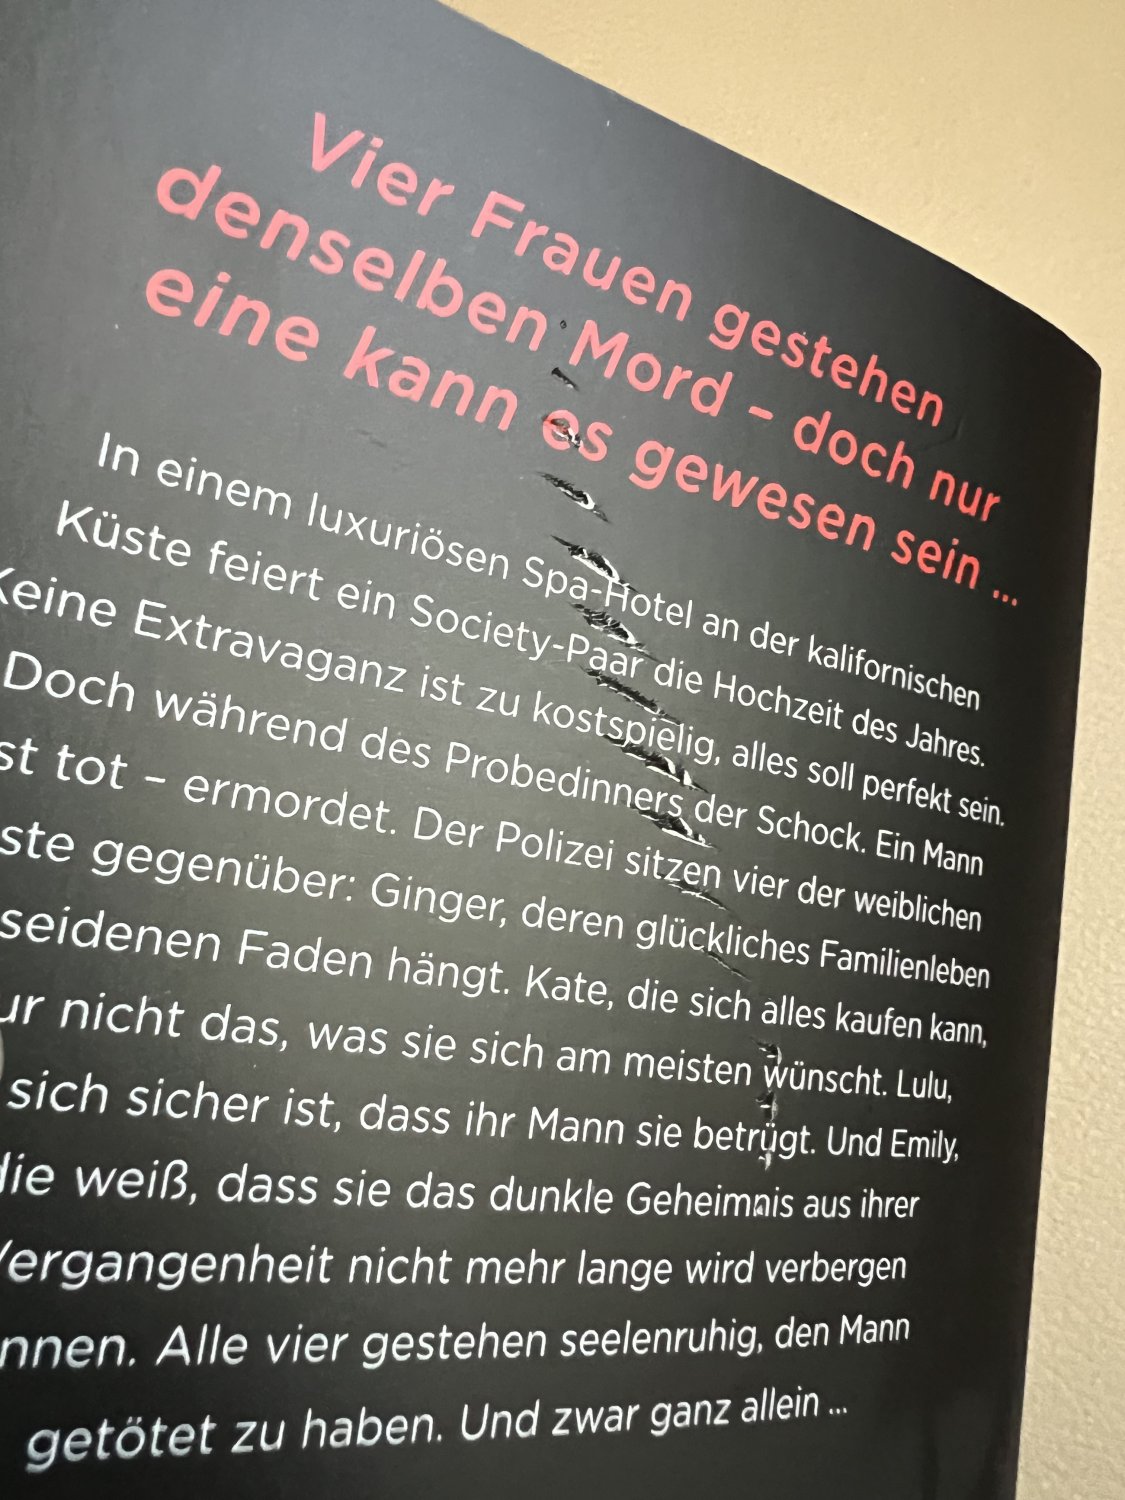 Vier Frauen gestehen
denselben Mord – doch nur
eine kann es gewesen sein ...
In einem luxuriösen Spa-Hotel an der kalifornischen
Küste feiert ein Society-Paar die Hochzeit des Jahres.
Keine Extravaganz ist zu kostspielig, alles soll perfekt sein.
Doch während des Probedinners der Schock. Ein Mann
st tot – ermordet. Der Polizei sitzen vier der weiblichen
ste gegenüber: Ginger, deren glückliches Familienleben
seidenen Faden hängt. Kate, die sich alles kaufen kann,
ur nicht das, was sie sich am meisten wünscht. Lulu,
sich sicher ist, dass ihr Mann sie betrügt. Und Emily,
die weiß, dass sie das dunkle Geheimnis aus ihrer
Vergangenheit nicht mehr lange wird verbergen
nnen. Alle vier gestehen seelenruhig, den Mann
getötet zu haben. Und zwar ganz allein ...